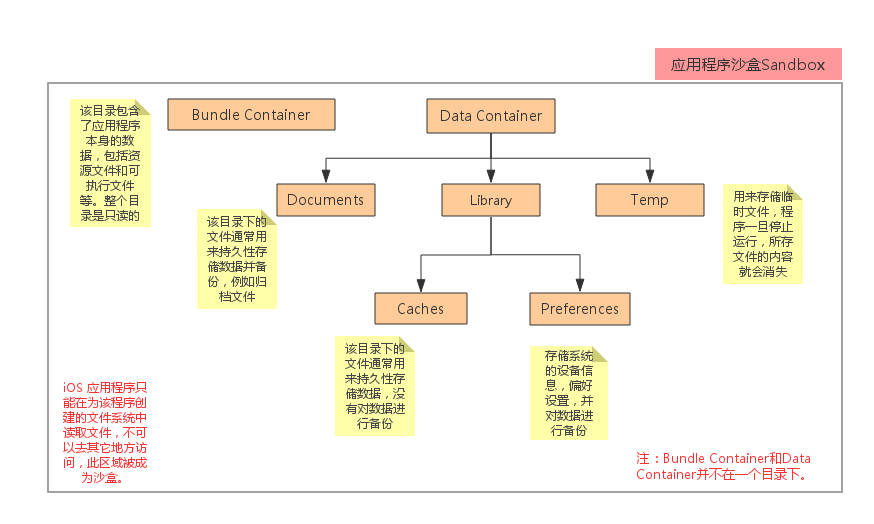 应用程序沙盒Sandbox
该目录包含
了应用程序
本身的数
据，包括资
源文件和可
执行文件
等。整个目
录是只读的
Bundle Container
Data Container
Documents
Library
Temp
该目录下的
文件通常用
来持久性存
储数据并备
份，例如归
档文件
用来存储临
时文件，程
序一旦停止
运行，所存
文件的内容
就会消失
Caches
Preferences
该目录下的
文件通常用
来持久性存
储数据，没
有对数据进
行备份
存储系统
的设备信
息，偏好
设置，并
对数据进
行备份
iOS 应用程序只
能在为该程序创
建的文件系统中
读取文件，不可
以去其它地方访
问，此区域被成
为沙盒。
注：Bundle Container和Data
Container并不在一个目录下。